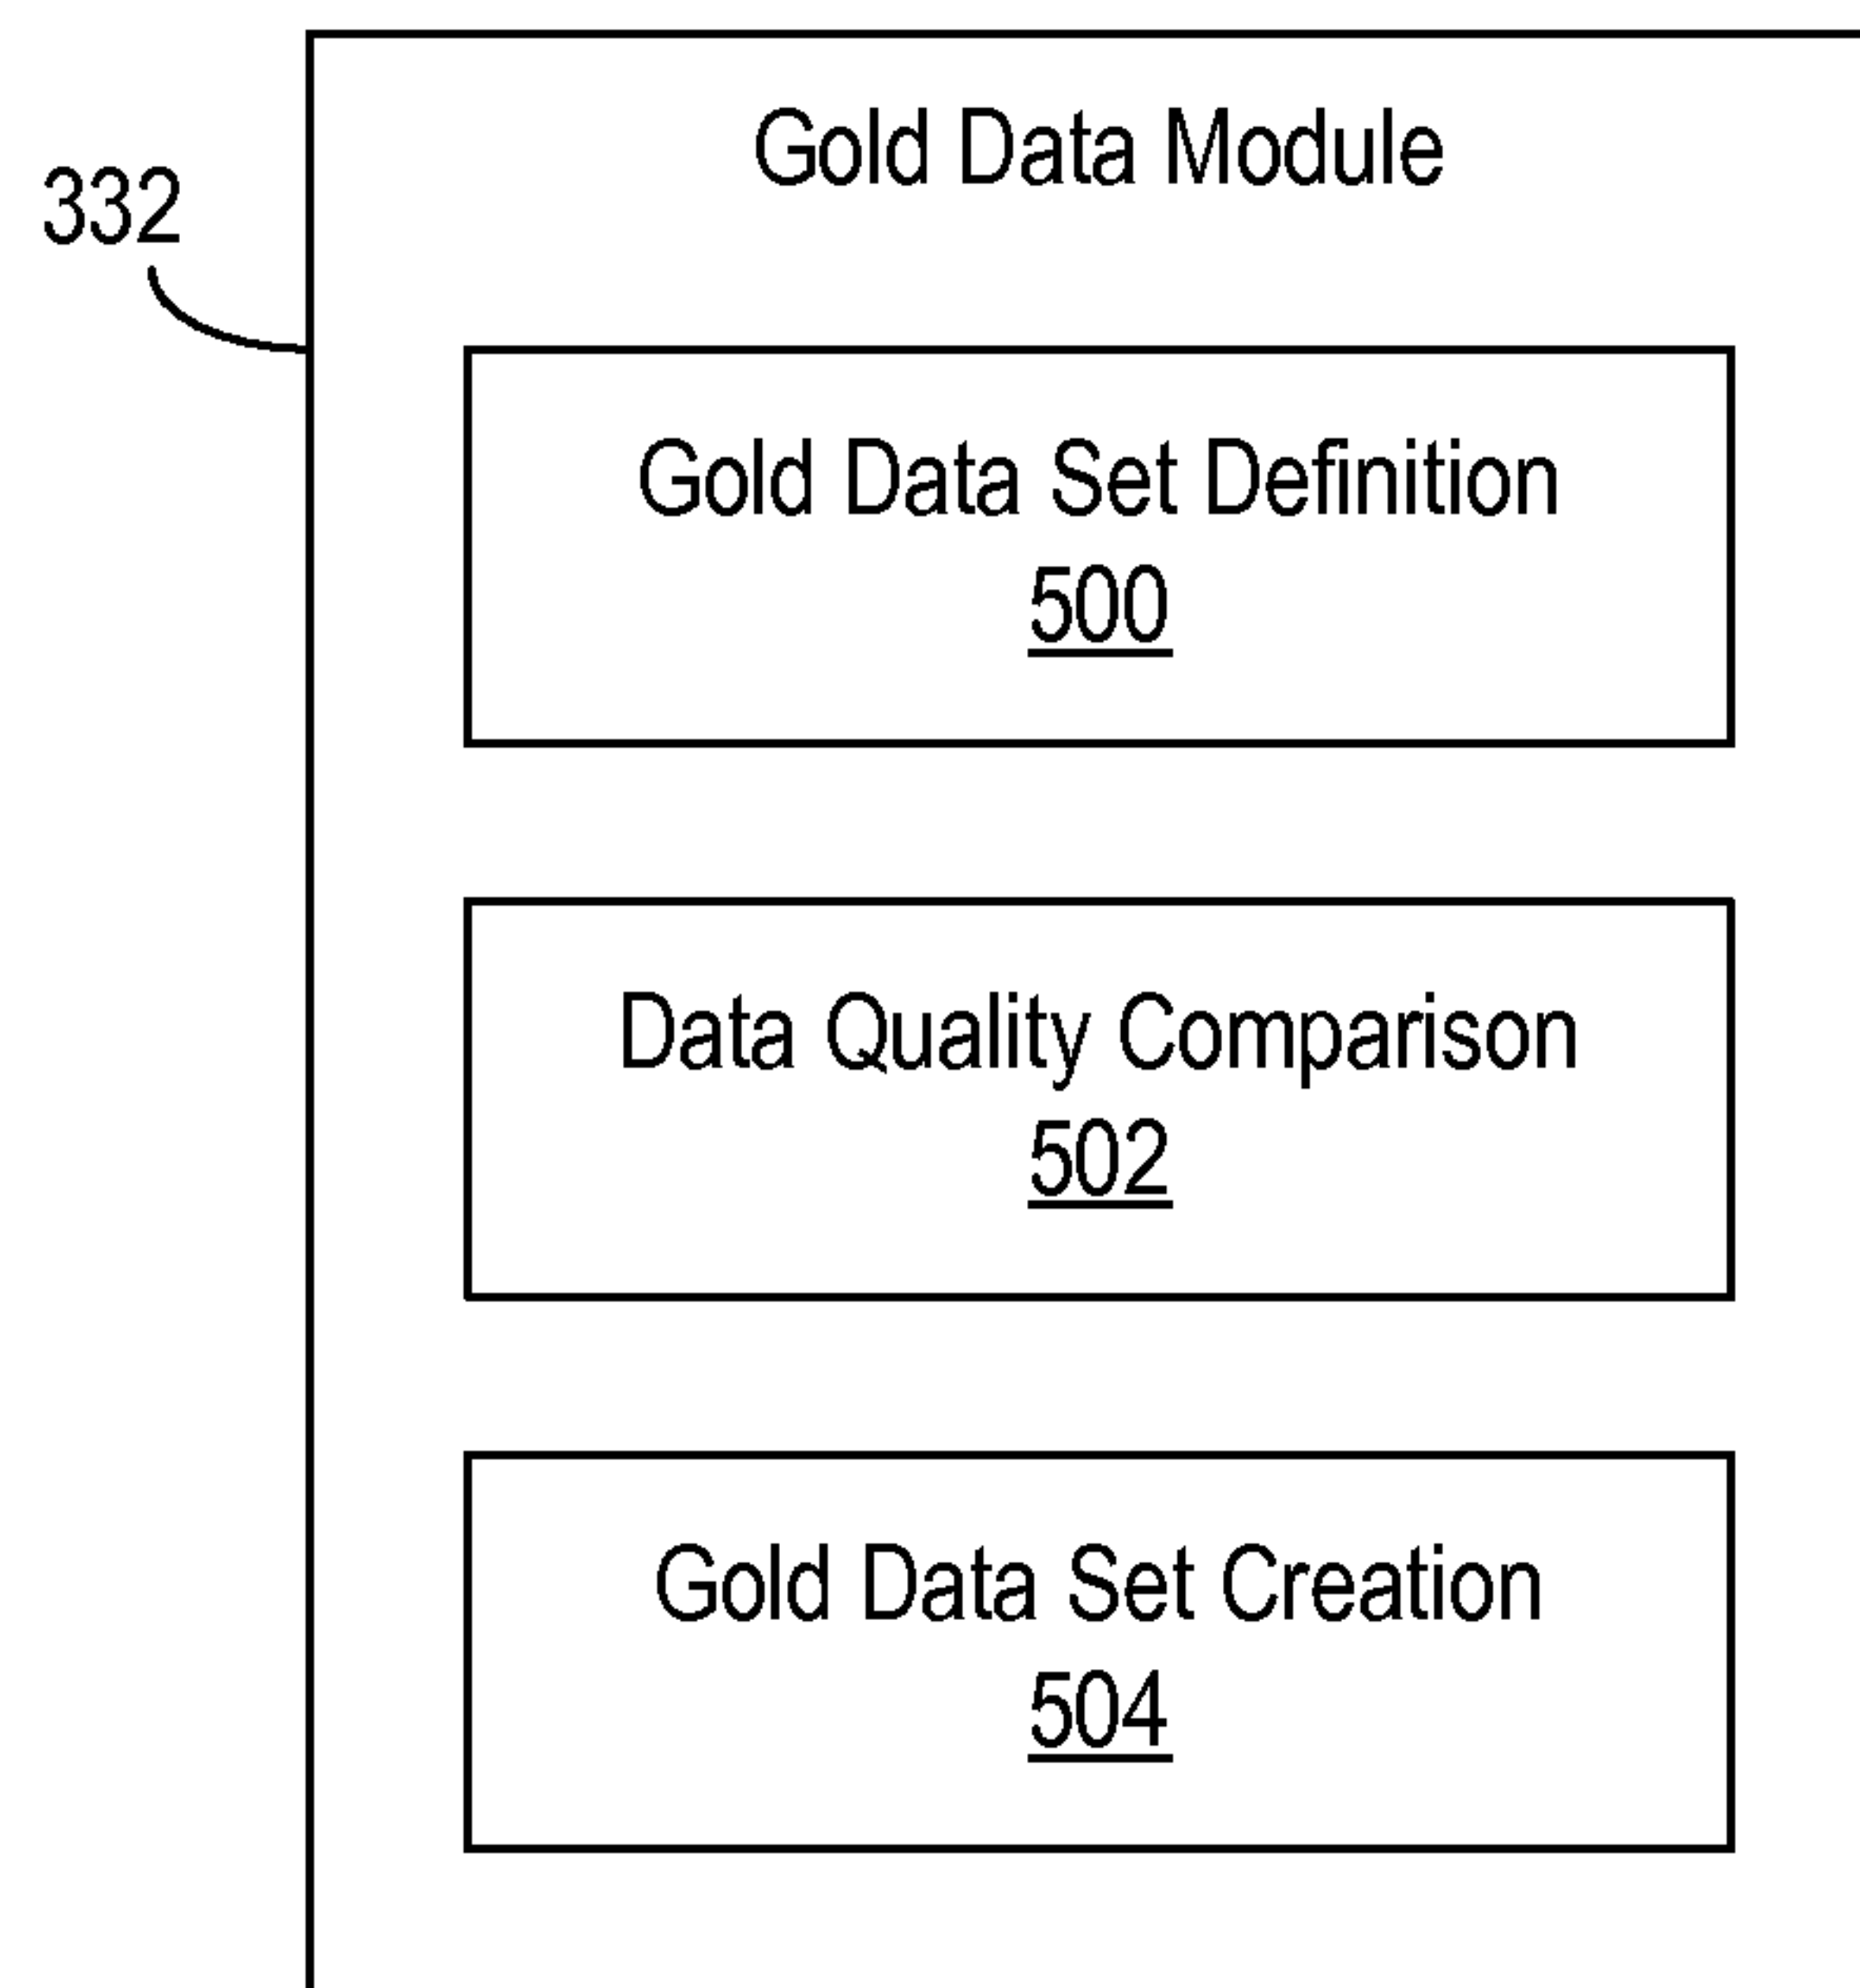 Gold Data Module
332
Gold Data Set Definition
500
Data Quality Comparison
502
Gold Data Set Creation
504